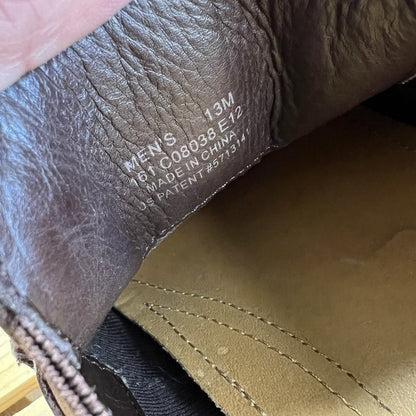 MEN'S 13M
161 C08038 E12
MADE IN CHINA
US PATENT #5713141